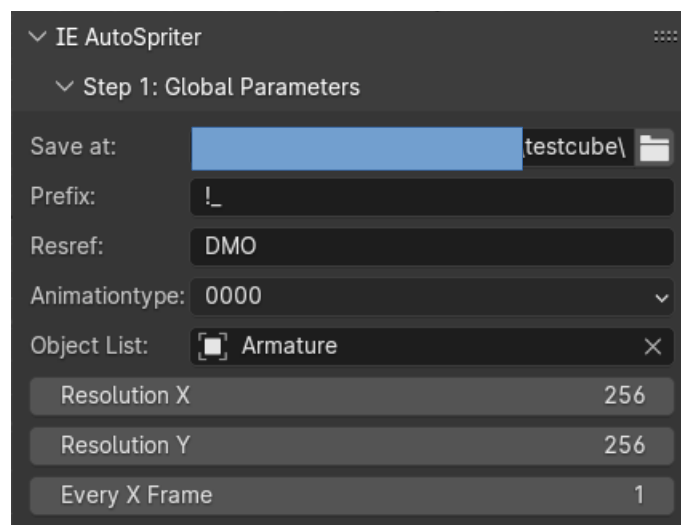 IE AutoSpriter
Step 1: Global Parameters
Save at: \testcube\
Prefix: !_
Resref: DMO
Animationtype: 0000
Object List: Armature
Resolution X 256
Resolution Y 256
Every X Frame 1